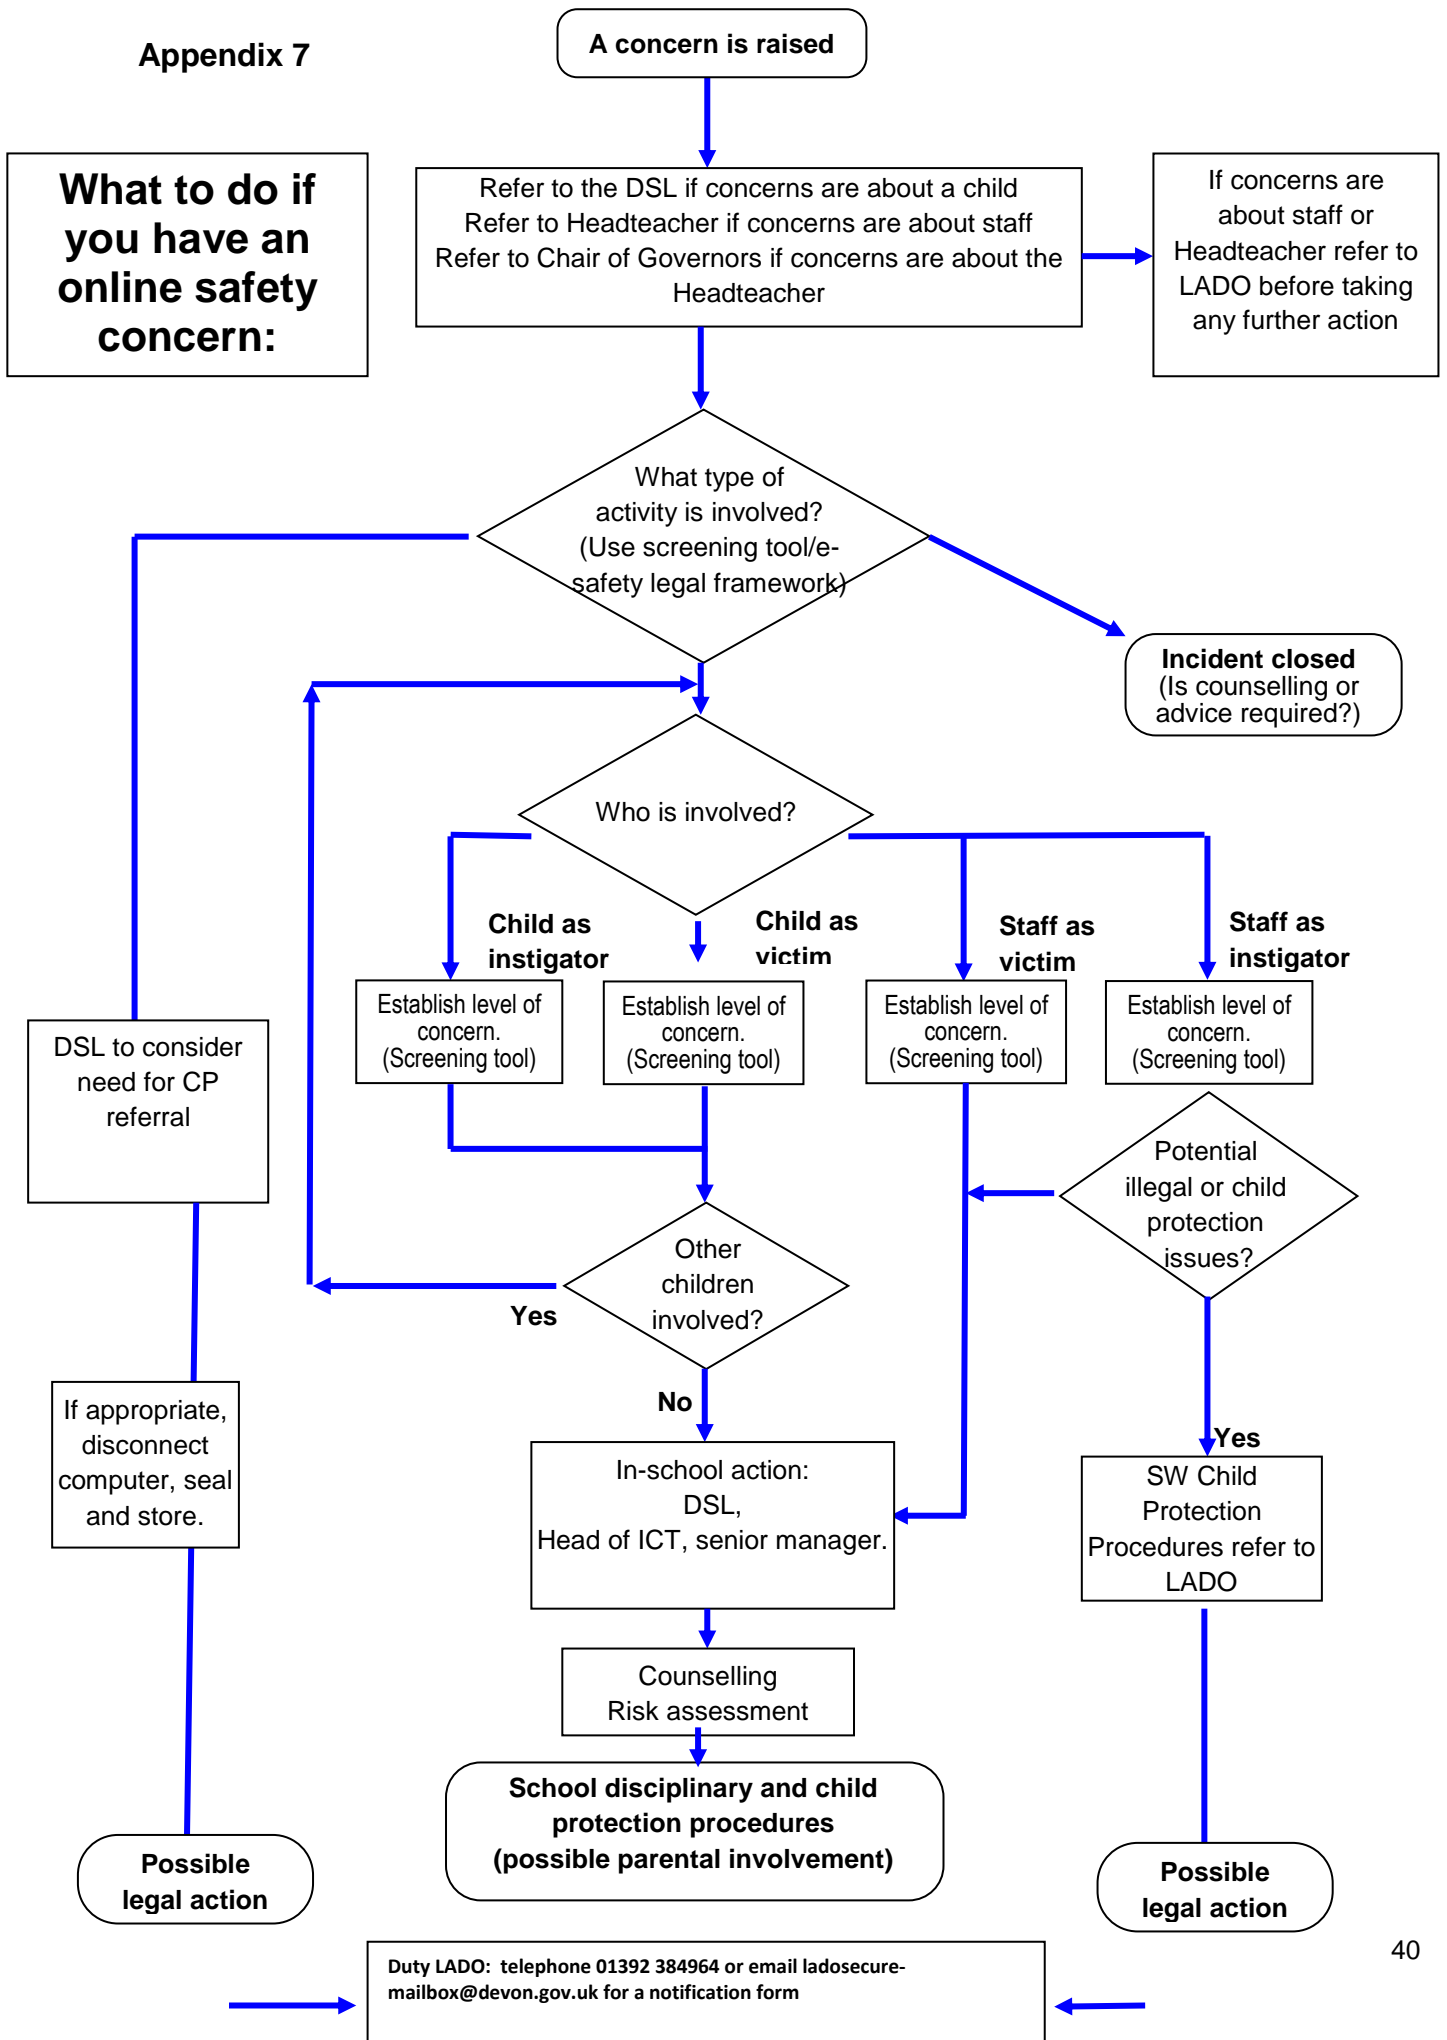 Appendix 7
A concern is raised
What to do if
you have an
online safety
concern:
Refer to the DSL if concerns are about a child
Refer to Headteacher if concerns are about staff
Refer to Chair of Governors if concerns are about the
Headteacher
If concerns are
about staff or
Headteacher refer to
LADO before taking
any further action
What type of
activity is involved?
(Use screening tool/e-
safety legal framework)
Incident closed
(Is counselling or
advice required?)
Who is involved?
Child as
instigator
Child as
victim
Staff as
victim
Staff as
instigator
Establish level of
concern.
(Screening tool)
Establish level of
concern.
(Screening tool)
Establish level of
concern.
(Screening tool)
Establish level of
concern.
(Screening tool)
DSL to consider
need for CP
referral
Potential
illegal or child
protection
issues?
Other
children
involved?
Yes
No
If appropriate,
disconnect
computer, seal
and store.
In-school action:
DSL,
Head of ICT, senior manager.
Yes
SW Child
Protection
Procedures refer to
LADO
Counselling
Risk assessment
School disciplinary and child
protection procedures
(possible parental involvement)
Possible
legal action
Possible
legal action
Duty LADO: telephone 01392 384964 or email ladosecure-
mailbox@devon.gov.uk for a notification form
40